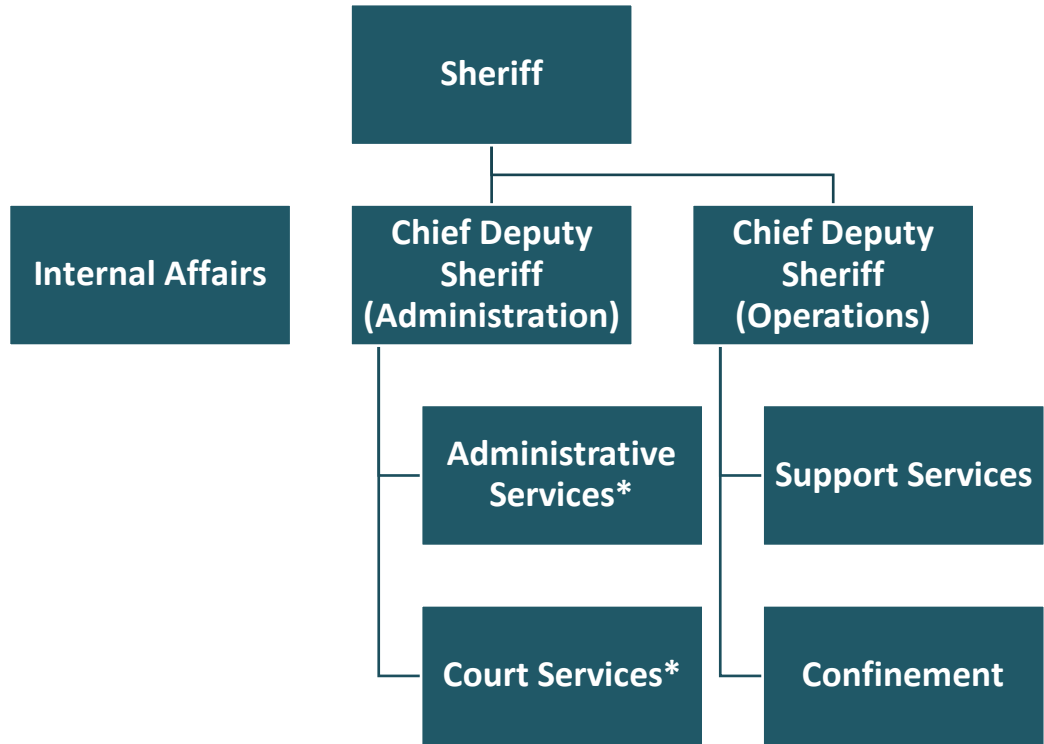 Sheriff
Internal Affairs
Chief Deputy
Sheriff
(Administration)
Chief Deputy
Sheriff
(Operations)
Administrative
Services*
Support Services
Court Services*
Confinement